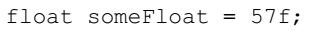 float someFloat = 57f;